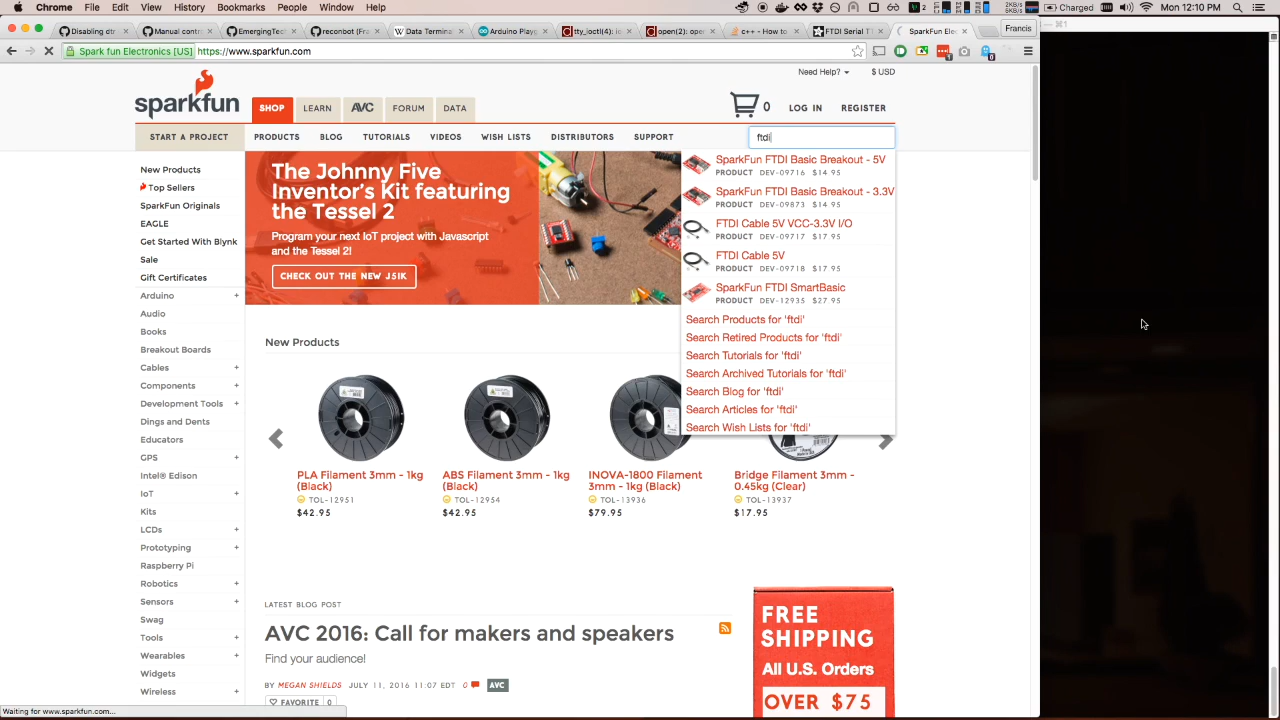 Chrome File Edit View History Bookmarks People Window Help
Charged Mon 12:10 PM
Disabling dtr
Manual contro
EmergingTech
reconbot (Fra
Data Terminal
Arduino Playg
tty_ioctl(4):
open(2): open
c++ - How to
FTDI Serial T
SparkFun Elec
Francis
⌘1
Spark fun Electronics [US] https://www.sparkfun.com
Need Help? $ USD
sparkfun
SHOP LEARN AVC FORUM DATA
0 LOG IN REGISTER
START A PROJECT PRODUCTS BLOG TUTORIALS VIDEOS WISH LISTS DISTRIBUTORS SUPPORT
ftdi
New Products
Top Sellers
SparkFun Originals
EAGLE
Get Started With Blynk
Sale
Gift Certificates
Arduino +
Audio
Books
Breakout Boards
Cables +
Components +
Development Tools +
Dings and Dents
Educators
GPS +
Intel® Edison
IoT +
Kits
LCDs +
Prototyping +
Raspberry Pi
Robotics +
Sensors +
Swag
Tools +
Wearables +
Widgets
Wireless +
The Johnny Five
Inventor's Kit featuring
the Tessel 2
Program your next IoT project with Javascript
and the Tessel 2!
CHECK OUT THE NEW J5IK
SparkFun FTDI Basic Breakout - 5V
PRODUCT DEV-09716 $14.95
SparkFun FTDI Basic Breakout - 3.3V
PRODUCT DEV-09873 $14.95
FTDI Cable 5V VCC-3.3V I/O
PRODUCT DEV-09717 $17.95
FTDI Cable 5V
PRODUCT DEV-09718 $17.95
SparkFun FTDI SmartBasic
PRODUCT DEV-12935 $27.95
Search Products for 'ftdi'
Search Retired Products for 'ftdi'
Search Tutorials for 'ftdi'
Search Archived Tutorials for 'ftdi'
Search Blog for 'ftdi'
Search Articles for 'ftdi'
Search Wish Lists for 'ftdi'
New Products
PLA Filament 3mm - 1kg
(Black)
TOL-12951
$42.95
ABS Filament 3mm - 1kg
(Black)
TOL-12954
$42.95
INOVA-1800 Filament
3mm - 1kg (Black)
TOL-13936
$79.95
Bridge Filament 3mm -
0.45kg (Clear)
TOL-13937
$17.95
LATEST BLOG POST
AVC 2016: Call for makers and speakers
Find your audience!
BY MEGAN SHIELDS JULY 11, 2016 11:07 EDT 0 AVC
FAVORITE 0
FREE
SHIPPING
All U.S. Orders
OVER $75
Waiting for www.sparkfun.com...